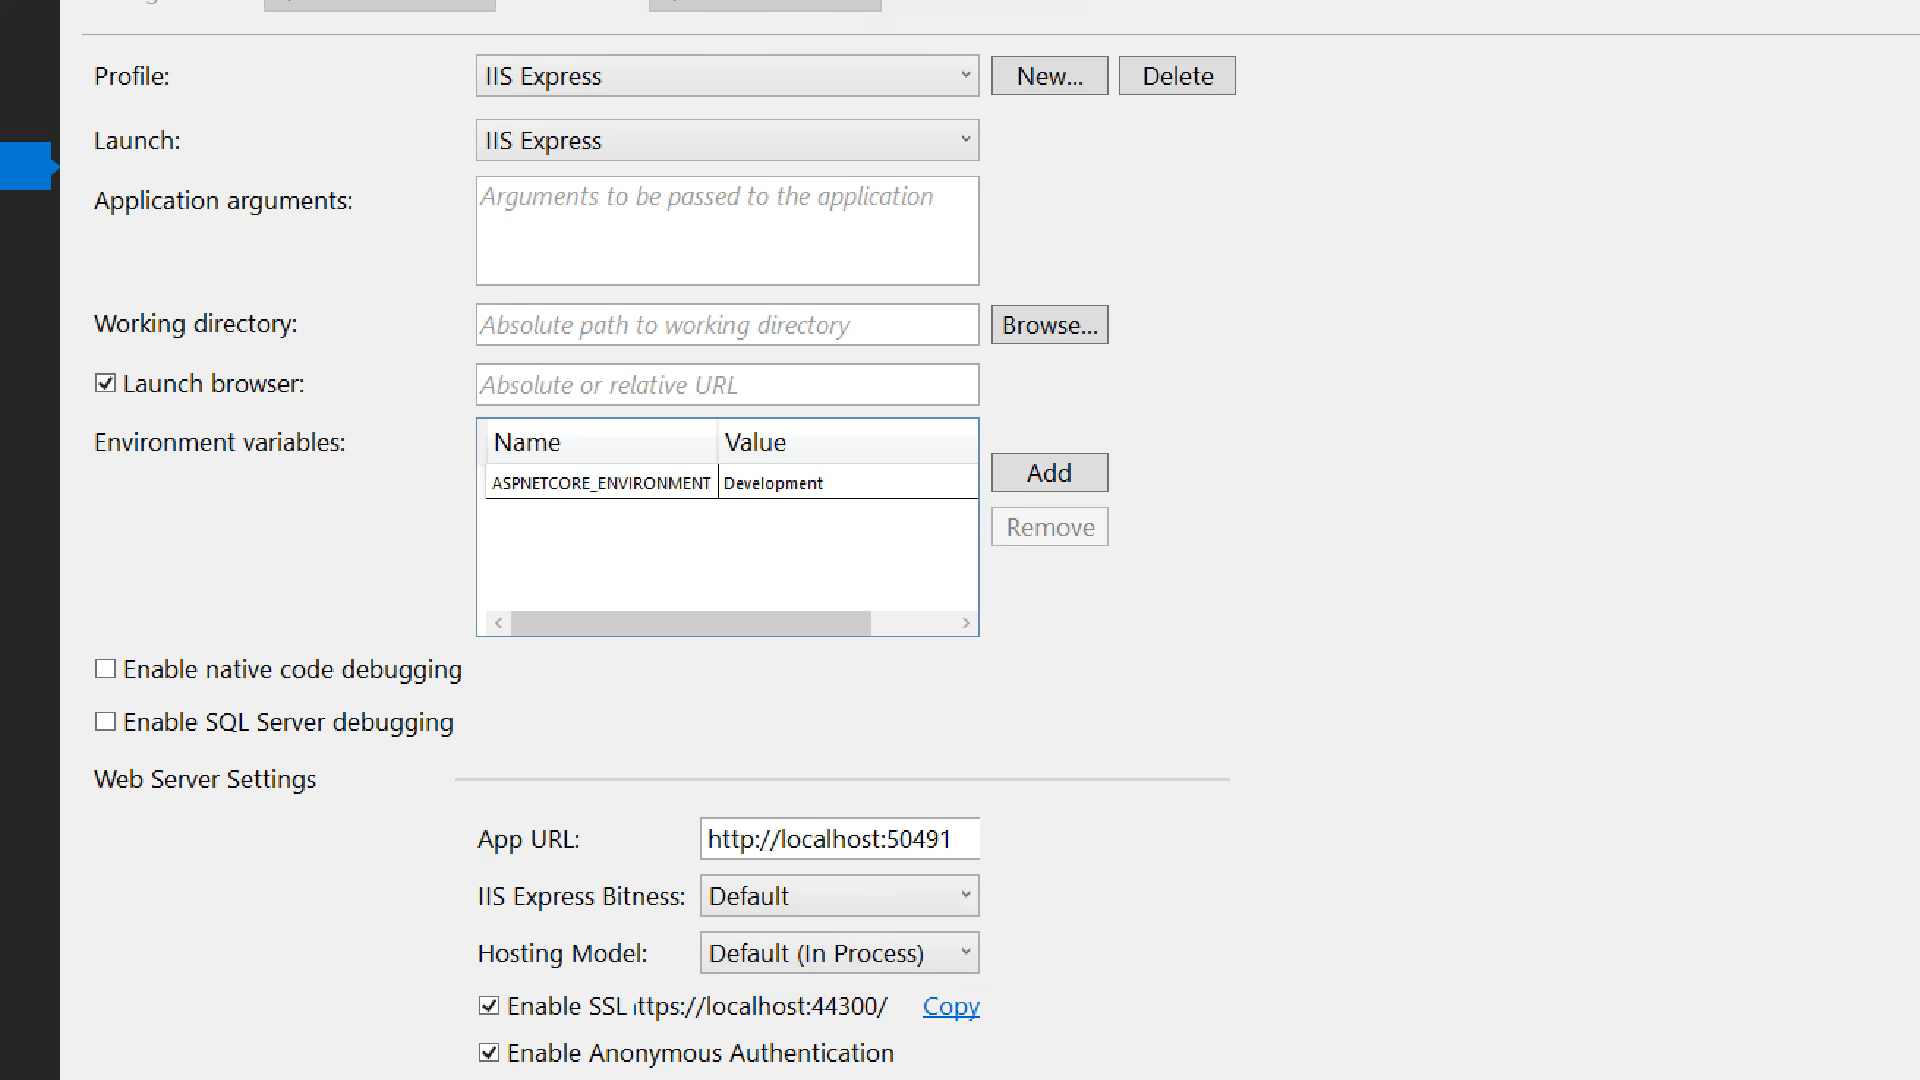 Profile: IIS Express New... Delete
Launch: IIS Express
Application arguments: Arguments to be passed to the application
Working directory: Absolute path to working directory Browse...
Launch browser: Absolute or relative URL
Environment variables: Name Value
ASPNETCORE_ENVIRONMENT Development
Add
Remove
Enable native code debugging
Enable SQL Server debugging
Web Server Settings
App URL: http://localhost:50491
IIS Express Bitness: Default
Hosting Model: Default (In Process)
Enable SSL ttps://localhost:44300/ Copy
Enable Anonymous Authentication